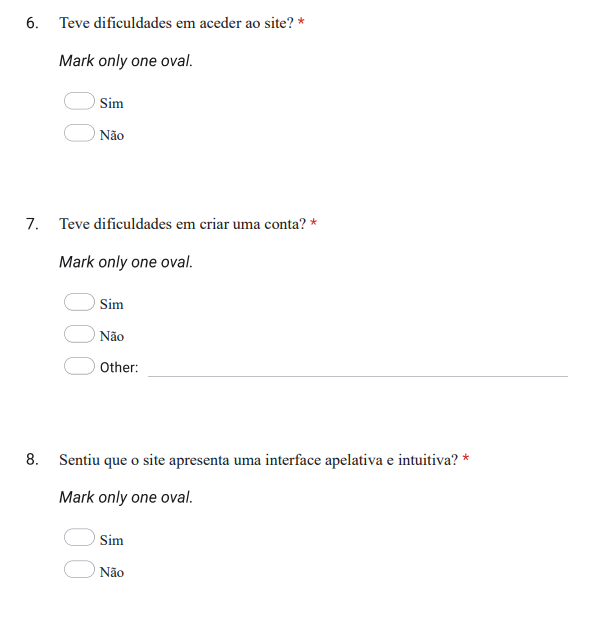 6. Teve dificuldades em aceder ao site? *
Mark only one oval.
Sim
Não
7. Teve dificuldades em criar uma conta? *
Mark only one oval.
Sim
Não
Other:
8. Sentiu que o site apresenta uma interface apelativa e intuitiva? *
Mark only one oval.
Sim
Não